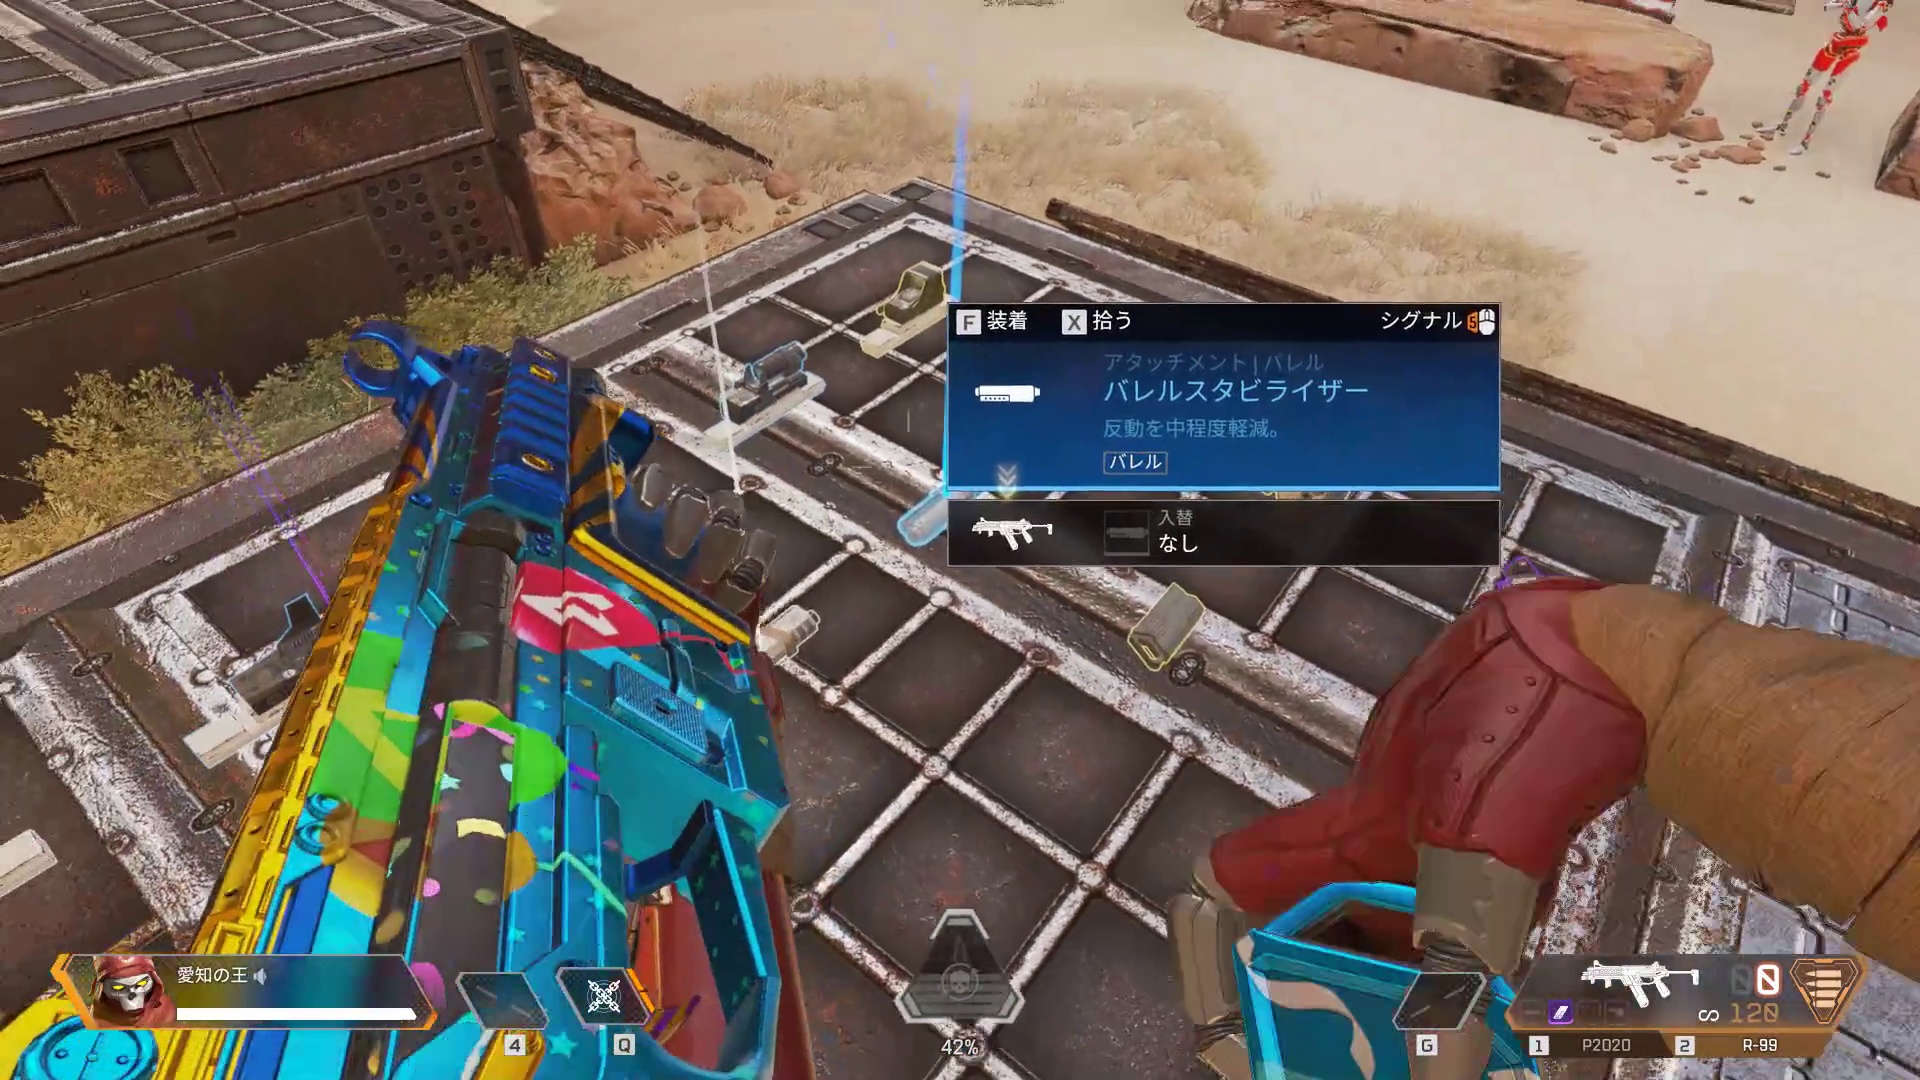 F 装着 X 拾う シグナル 5
アタッチメント | バレル
バレルスタビライザー
反動を中程度軽減。
バレル
入替
なし
愛知の王
4
Q
42%
G
00
∞ 120
1 P2020 2 R-99